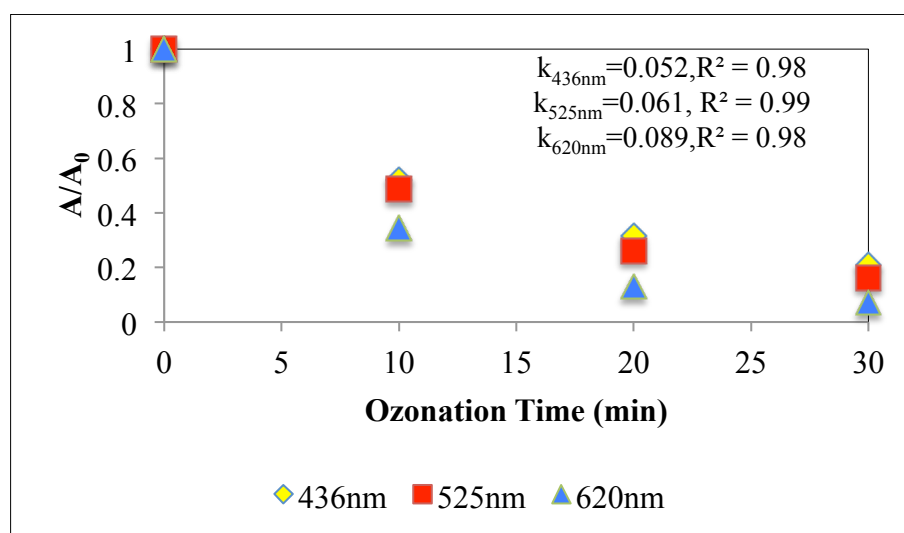 k436nm=0.052,R² = 0.98
k525nm=0.061, R² = 0.99
k620nm=0.089,R² = 0.98
A/A0
1
0.8
0.6
0.4
0.2
0
0 5 10 15 20 25 30
Ozonation Time (min)
436nm 525nm 620nm